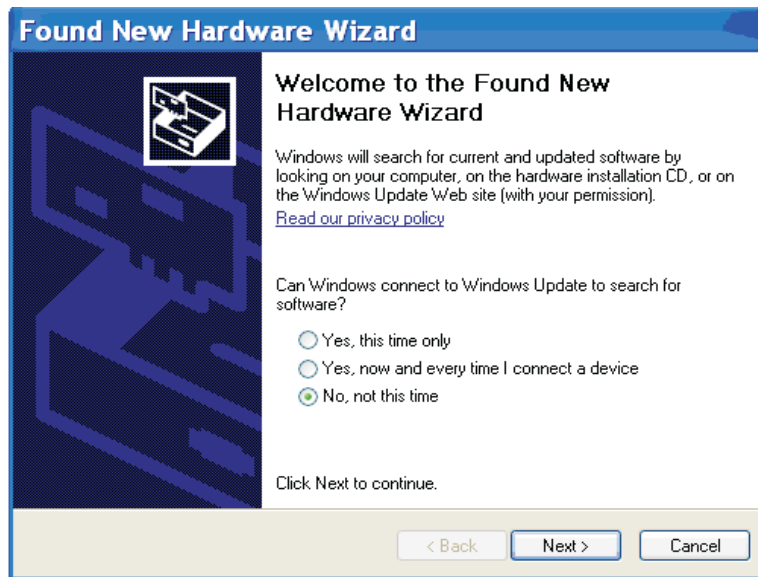 Found New Hardware Wizard
Welcome to the Found New
Hardware Wizard
Windows will search for current and updated software by
looking on your computer, on the hardware installation CD, or on
the Windows Update Web site (with your permission).
Read our privacy policy
Can Windows connect to Windows Update to search for
software?
Yes, this time only
Yes, now and every time I connect a device
No, not this time
Click Next to continue.
< Back Next > Cancel